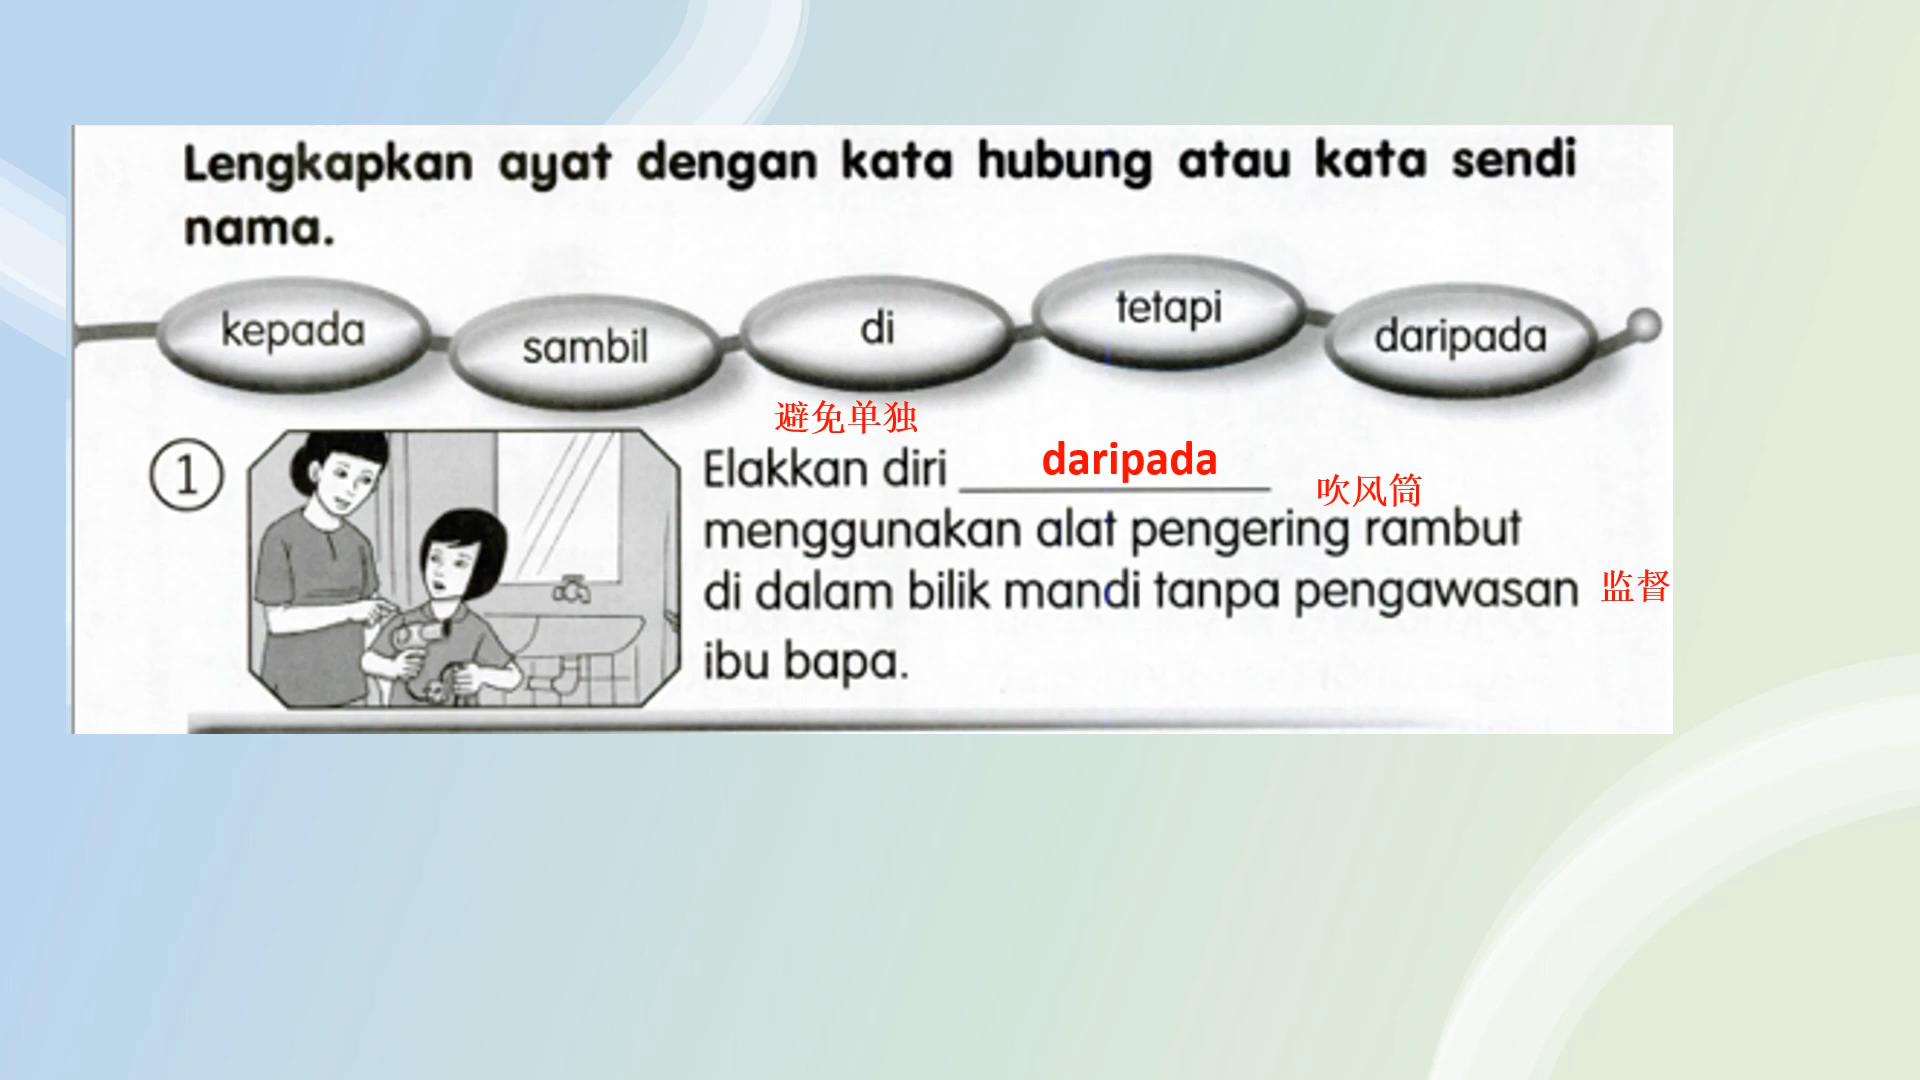 Lengkapkan ayat dengan kata hubung atau kata sendi
nama.
kepada
sambil
di
tetapi
daripada
避免单独
1
Elakkan diri daripada
吹风筒
menggunakan alat pengering rambut
di dalam bilik mandi tanpa pengawasan 监督
ibu bapa.